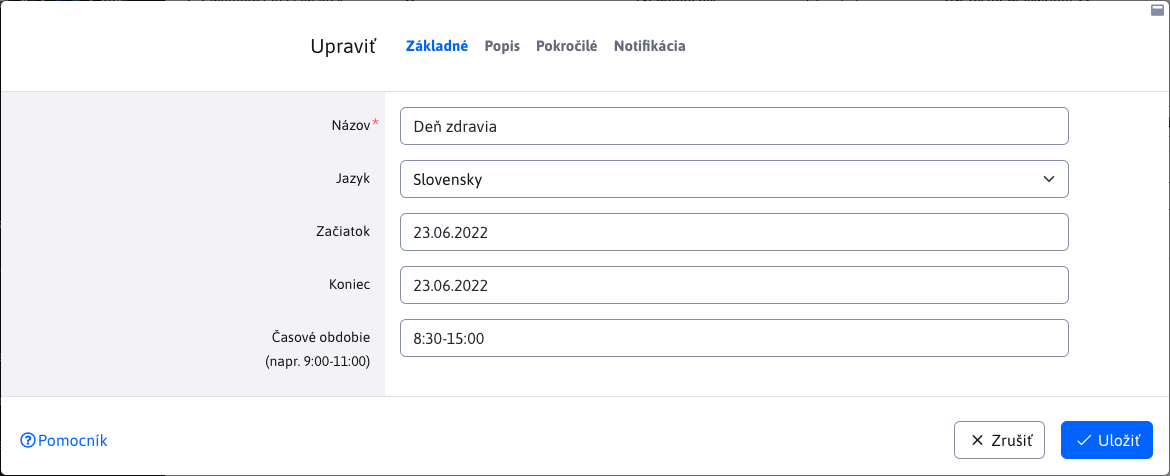 Upraviť Základné Popis Pokročilé Notifikácia
Názov* Deň zdravia
Jazyk Slovensky
Začiatok 23.06.2022
Koniec 23.06.2022
Časové obdobie 8:30-15:00
(napr. 9:00-11:00)
Pomocník Zrušiť Uložiť